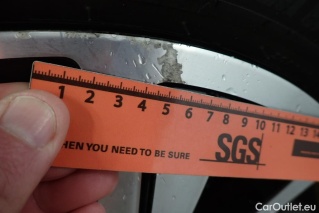 1 2 3 4 5 6 7 8 9 10 11 12 13 14
HEN YOU NEED TO BE SURE
SGS
CarOutlet.eu